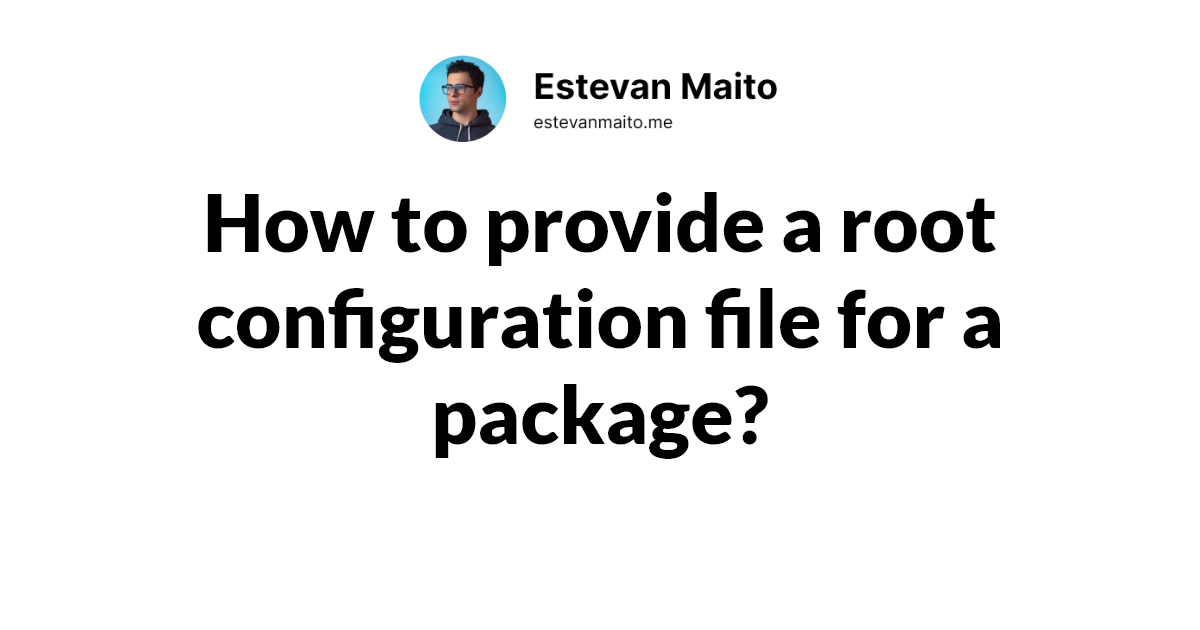 Estevan Maito
estevanmaito.me
How to provide a root
configuration file for a
package?